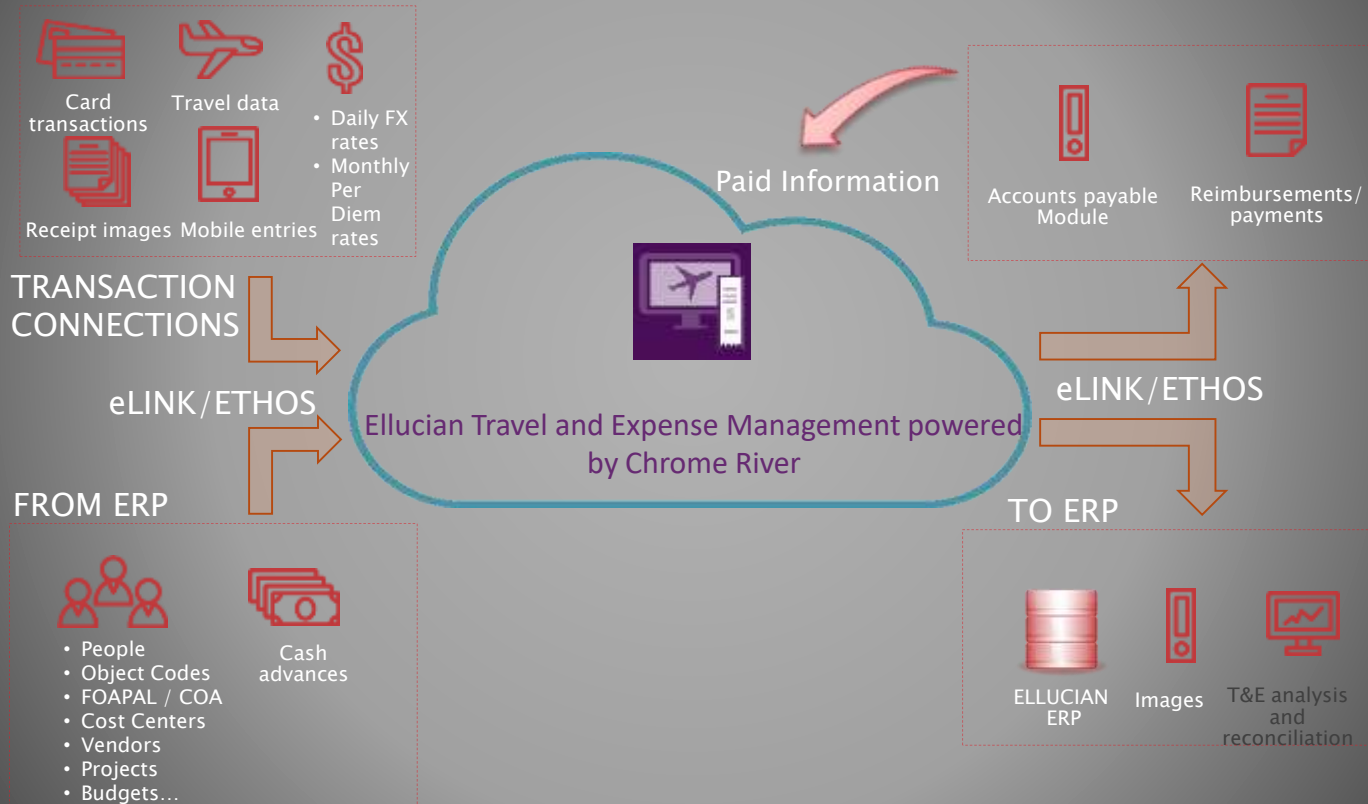 Card
transactions
Travel data
• Daily FX
rates
• Monthly
Per
Diem
rates
Receipt images
Mobile entries
TRANSACTION
CONNECTIONS
eLINK/ETHOS
FROM ERP
• People
• Object Codes
• FOAPAL / COA
• Cost Centers
• Vendors
• Projects
• Budgets...
Cash
advances
Paid Information
Ellucian Travel and Expense Management powered
by Chrome River
Accounts payable
Module
Reimbursements/
payments
eLINK/ETHOS
TO ERP
ELLUCIAN
ERP
Images
T&E analysis
and
reconciliation